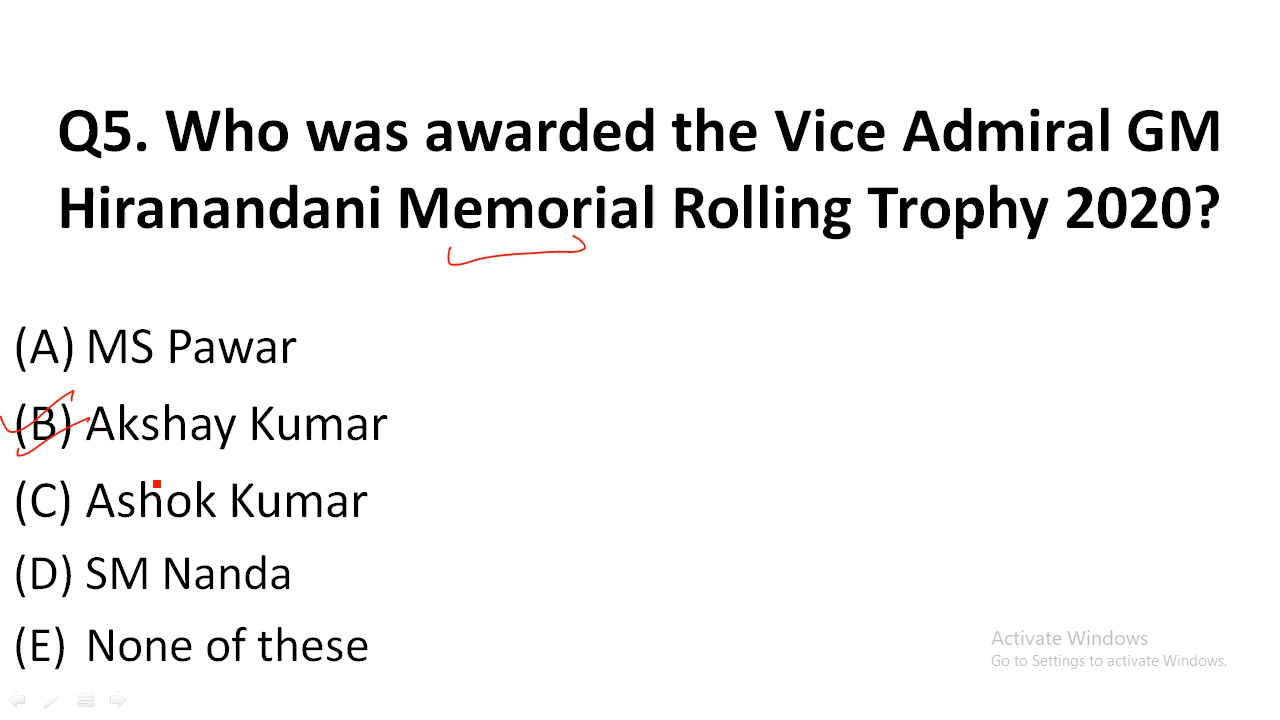 Q5. Who was awarded the Vice Admiral GM
Hiranandani Memorial Rolling Trophy 2020?
(A) MS Pawar
(B) Akshay Kumar
(C) Ashok Kumar
(D) SM Nanda
(E) None of these
Activate Windows
Go to Settings to activate Windows.